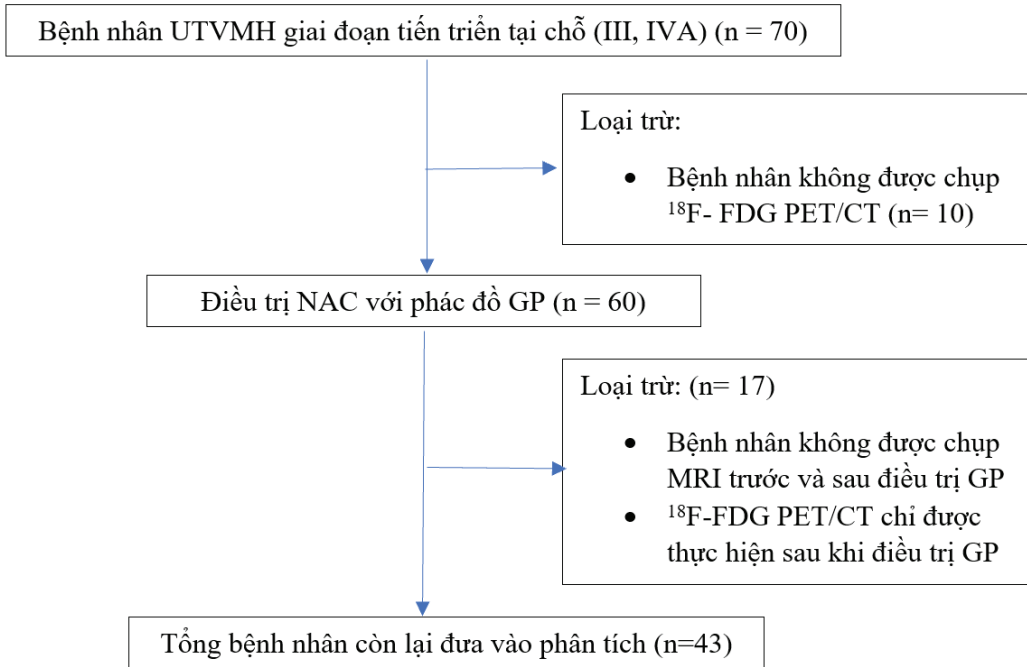 Bệnh nhân UTVMH giai đoạn tiến triển tại chỗ (III, IVA) (n = 70)
Loại trừ:
• Bệnh nhân không được chụp
¹⁸F- FDG PET/CT (n= 10)
Điều trị NAC với phác đồ GP (n = 60)
Loại trừ: (n= 17)
• Bệnh nhân không được chụp
MRI trước và sau điều trị GP
• ¹⁸F-FDG PET/CT chỉ được
thực hiện sau khi điều trị GP
Tổng bệnh nhân còn lại đưa vào phân tích (n=43)